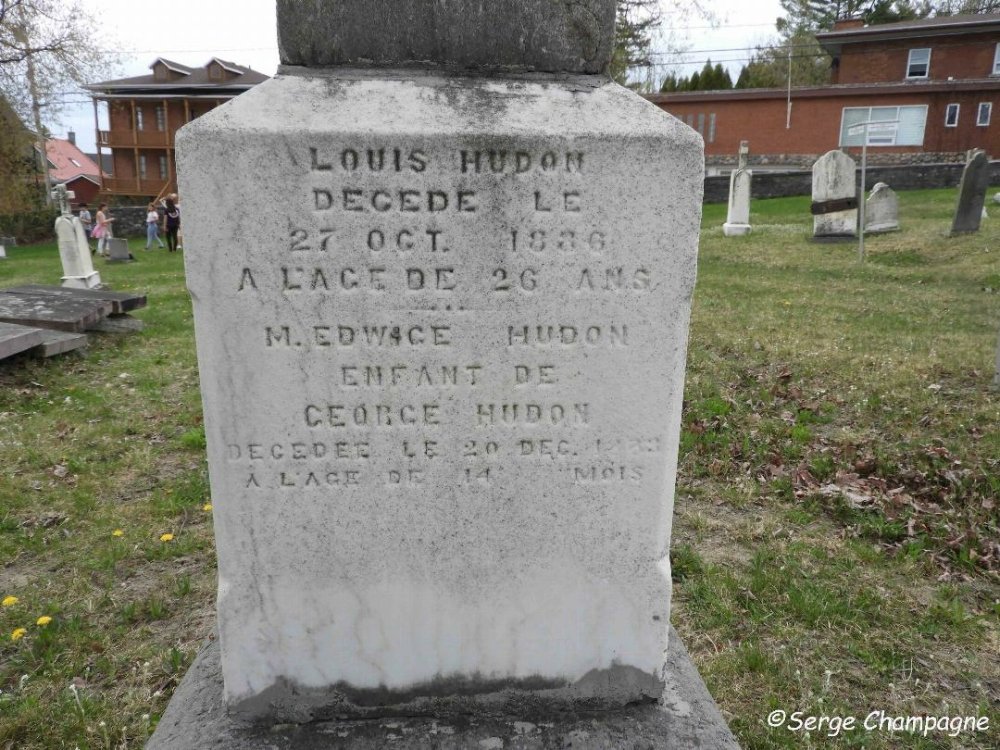 LOUIS HUDON
DECEDE LE
27 OCT. 1886
A L'AGE DE 26 ANS
M. EDWIGE HUDON
ENFANT DE
GEORGE HUDON
DECEDEE LE 20 DEC.
A L'AGE DE 14 MOIS
©Serge Champagne